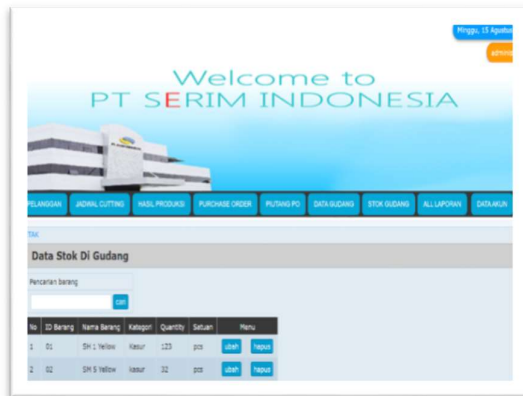 Minggu, 15 Agustus
adminis
Welcome to
PT SERIM INDONESIA
PELANGGAN JADWAL CUTTING HASIL PRODUKSI PURCHASE ORDER PIUTANG PO DATA GUDANG STOK GUDANG ALL LAPORAN DATA AKUN
Data Stok Di Gudang
Pencarian barang
cari
No ID Barang Nama Barang Kategori Quantity Satuan Menu
1 01 SH 1 Yellow Kasur 123 pcs ubah hapus
2 02 SH S Yellow kasur 32 pcs ubah hapus